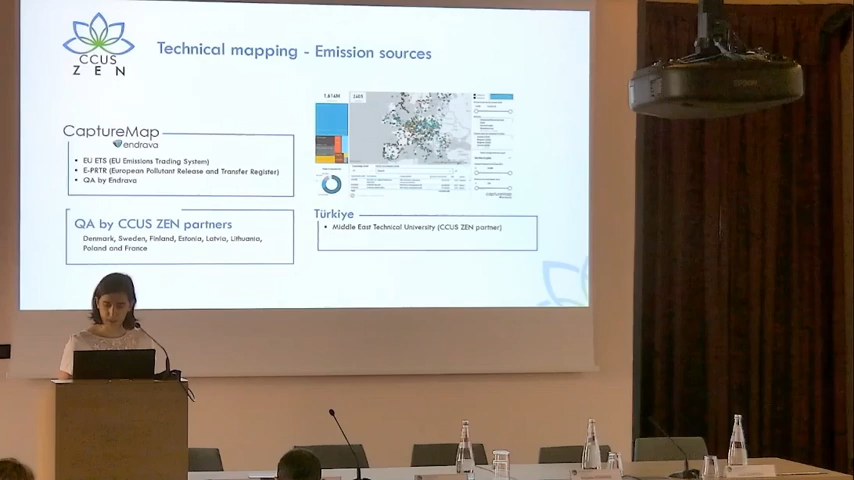 CCUS
ZEN
Technical mapping - Emission sources
CaptureMap
endrava
• EU ETS (EU Emissions Trading System)
• E-PRTR (European Pollutant Release and Transfer Register)
• QA by Endrava
QA by CCUS ZEN partners
Denmark, Sweden, Finland, Estonia, Latvia, Lithuania,
Poland and France
Türkiye
• Middle East Technical University (CCUS ZEN partner)